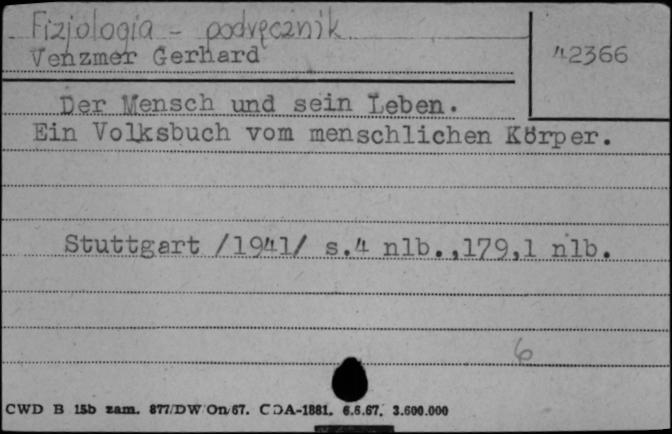 Fizjologia - podręcznik
Venzmer Gerhard
42366
Der Mensch und sein Leben.
Ein Volksbuch vom menschlichen Körper.
Stuttgart /1941/ s.4 nlb.,179,1 nlb.
6
CWD B 15b zam. 877/DW/On/67. CDA-1881. 6.6.67. 3.600.000